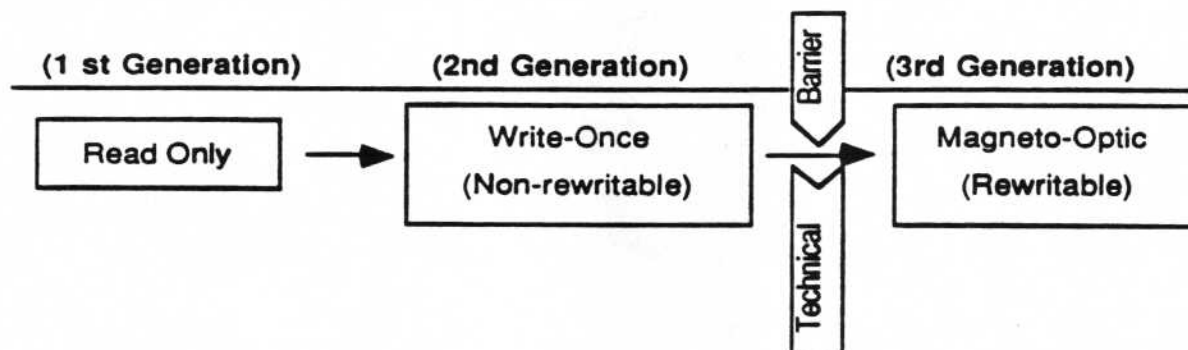 (1 st Generation)
(2nd Generation)
(3rd Generation)
Barrier
Read Only
Write-Once
(Non-rewritable)
Magneto-Optic
(Rewritable)
Technical